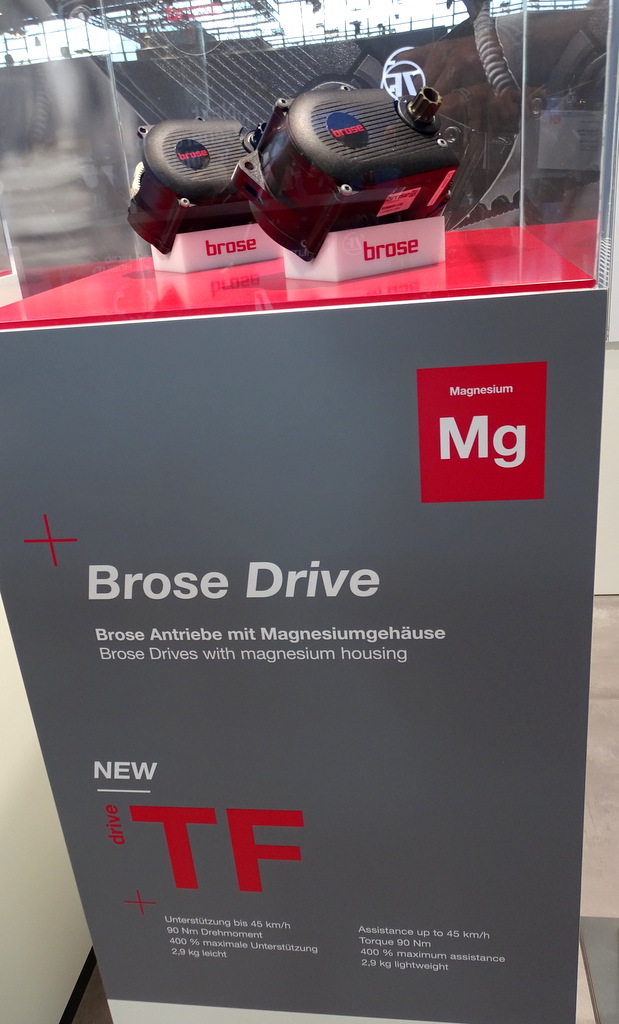 brose
brose
brose
brose
Magnesium
Mg
Brose Drive
Brose Antriebe mit Magnesiumgehäuse
Brose Drives with magnesium housing
NEW
drive
TF
Unterstützung bis 45 km/h
90 Nm Drehmoment
400 % maximale Unterstützung
2,9 kg leicht
Assistance up to 45 km/h
Torque 90 Nm
400 % maximum assistance
2,9 kg lightweight